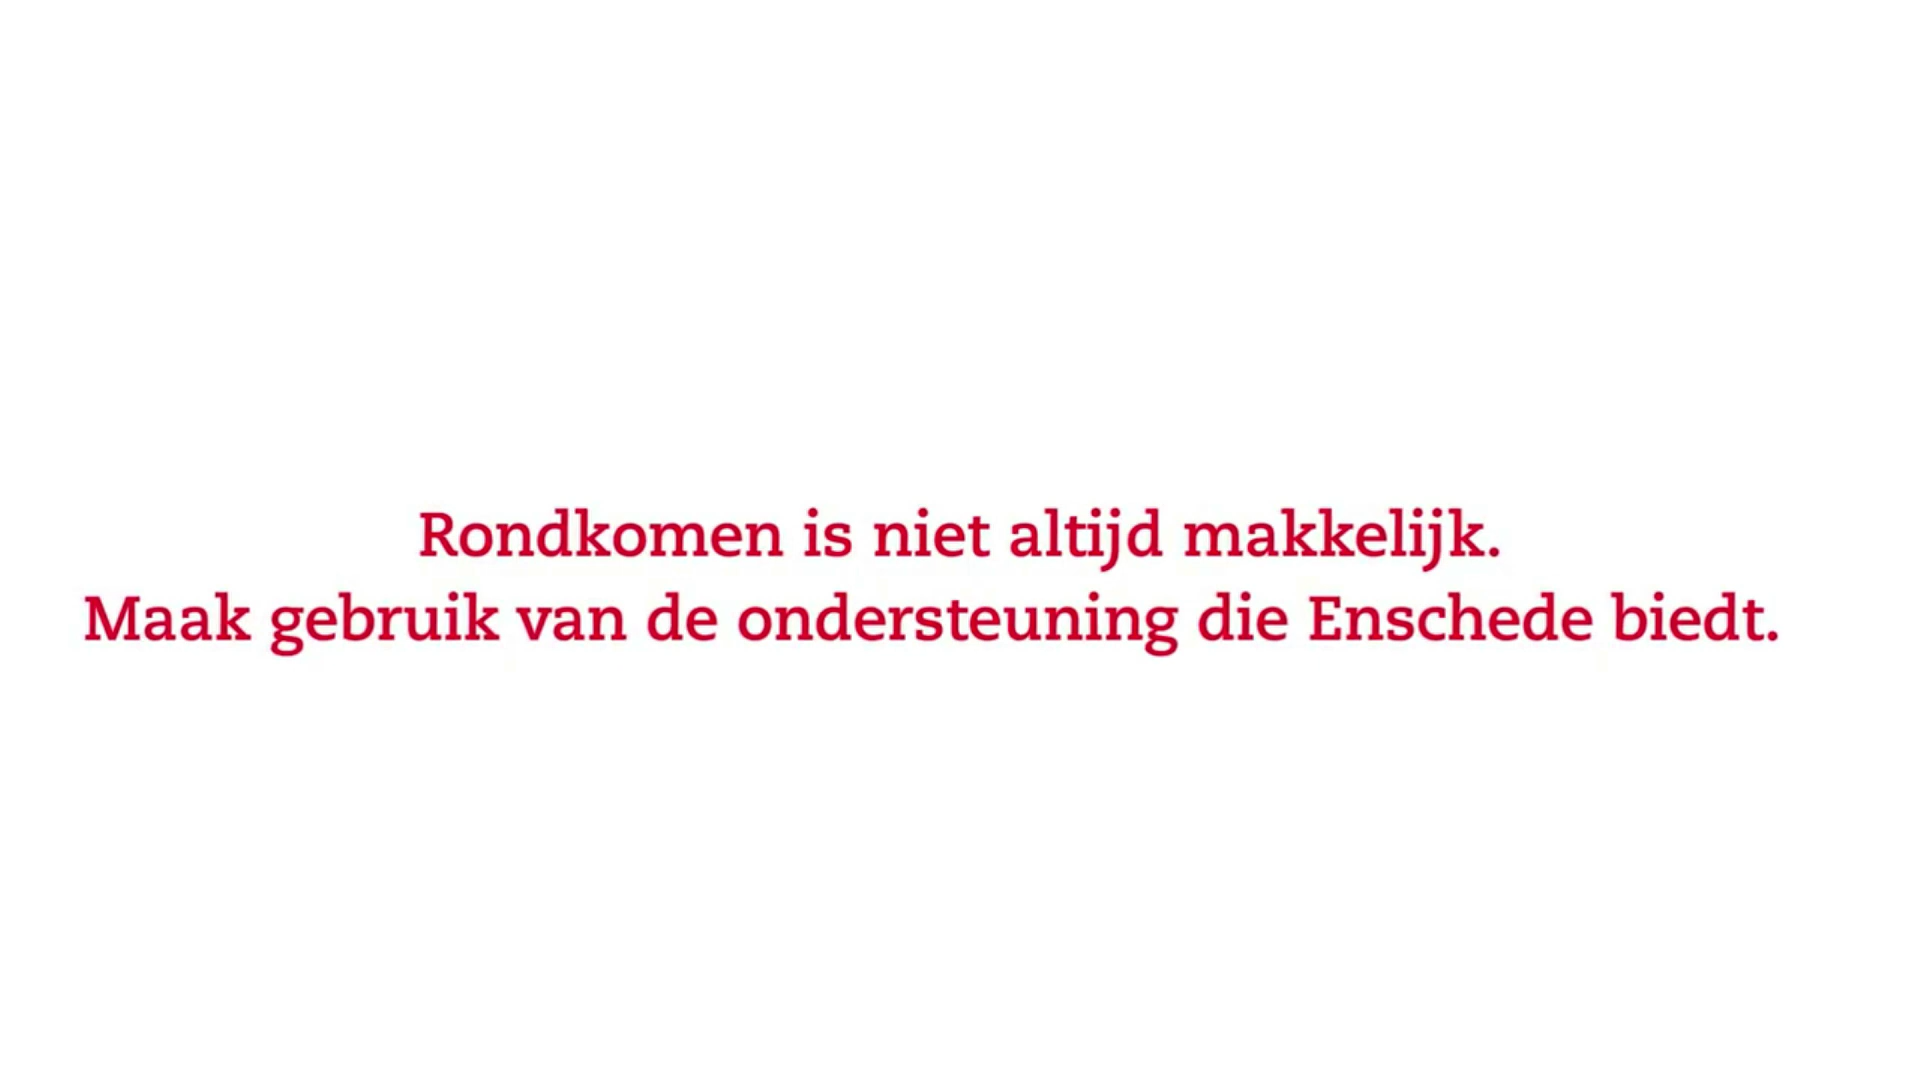 Rondkomen is niet altijd makkelijk.
Maak gebruik van de ondersteuning die Enschede biedt.